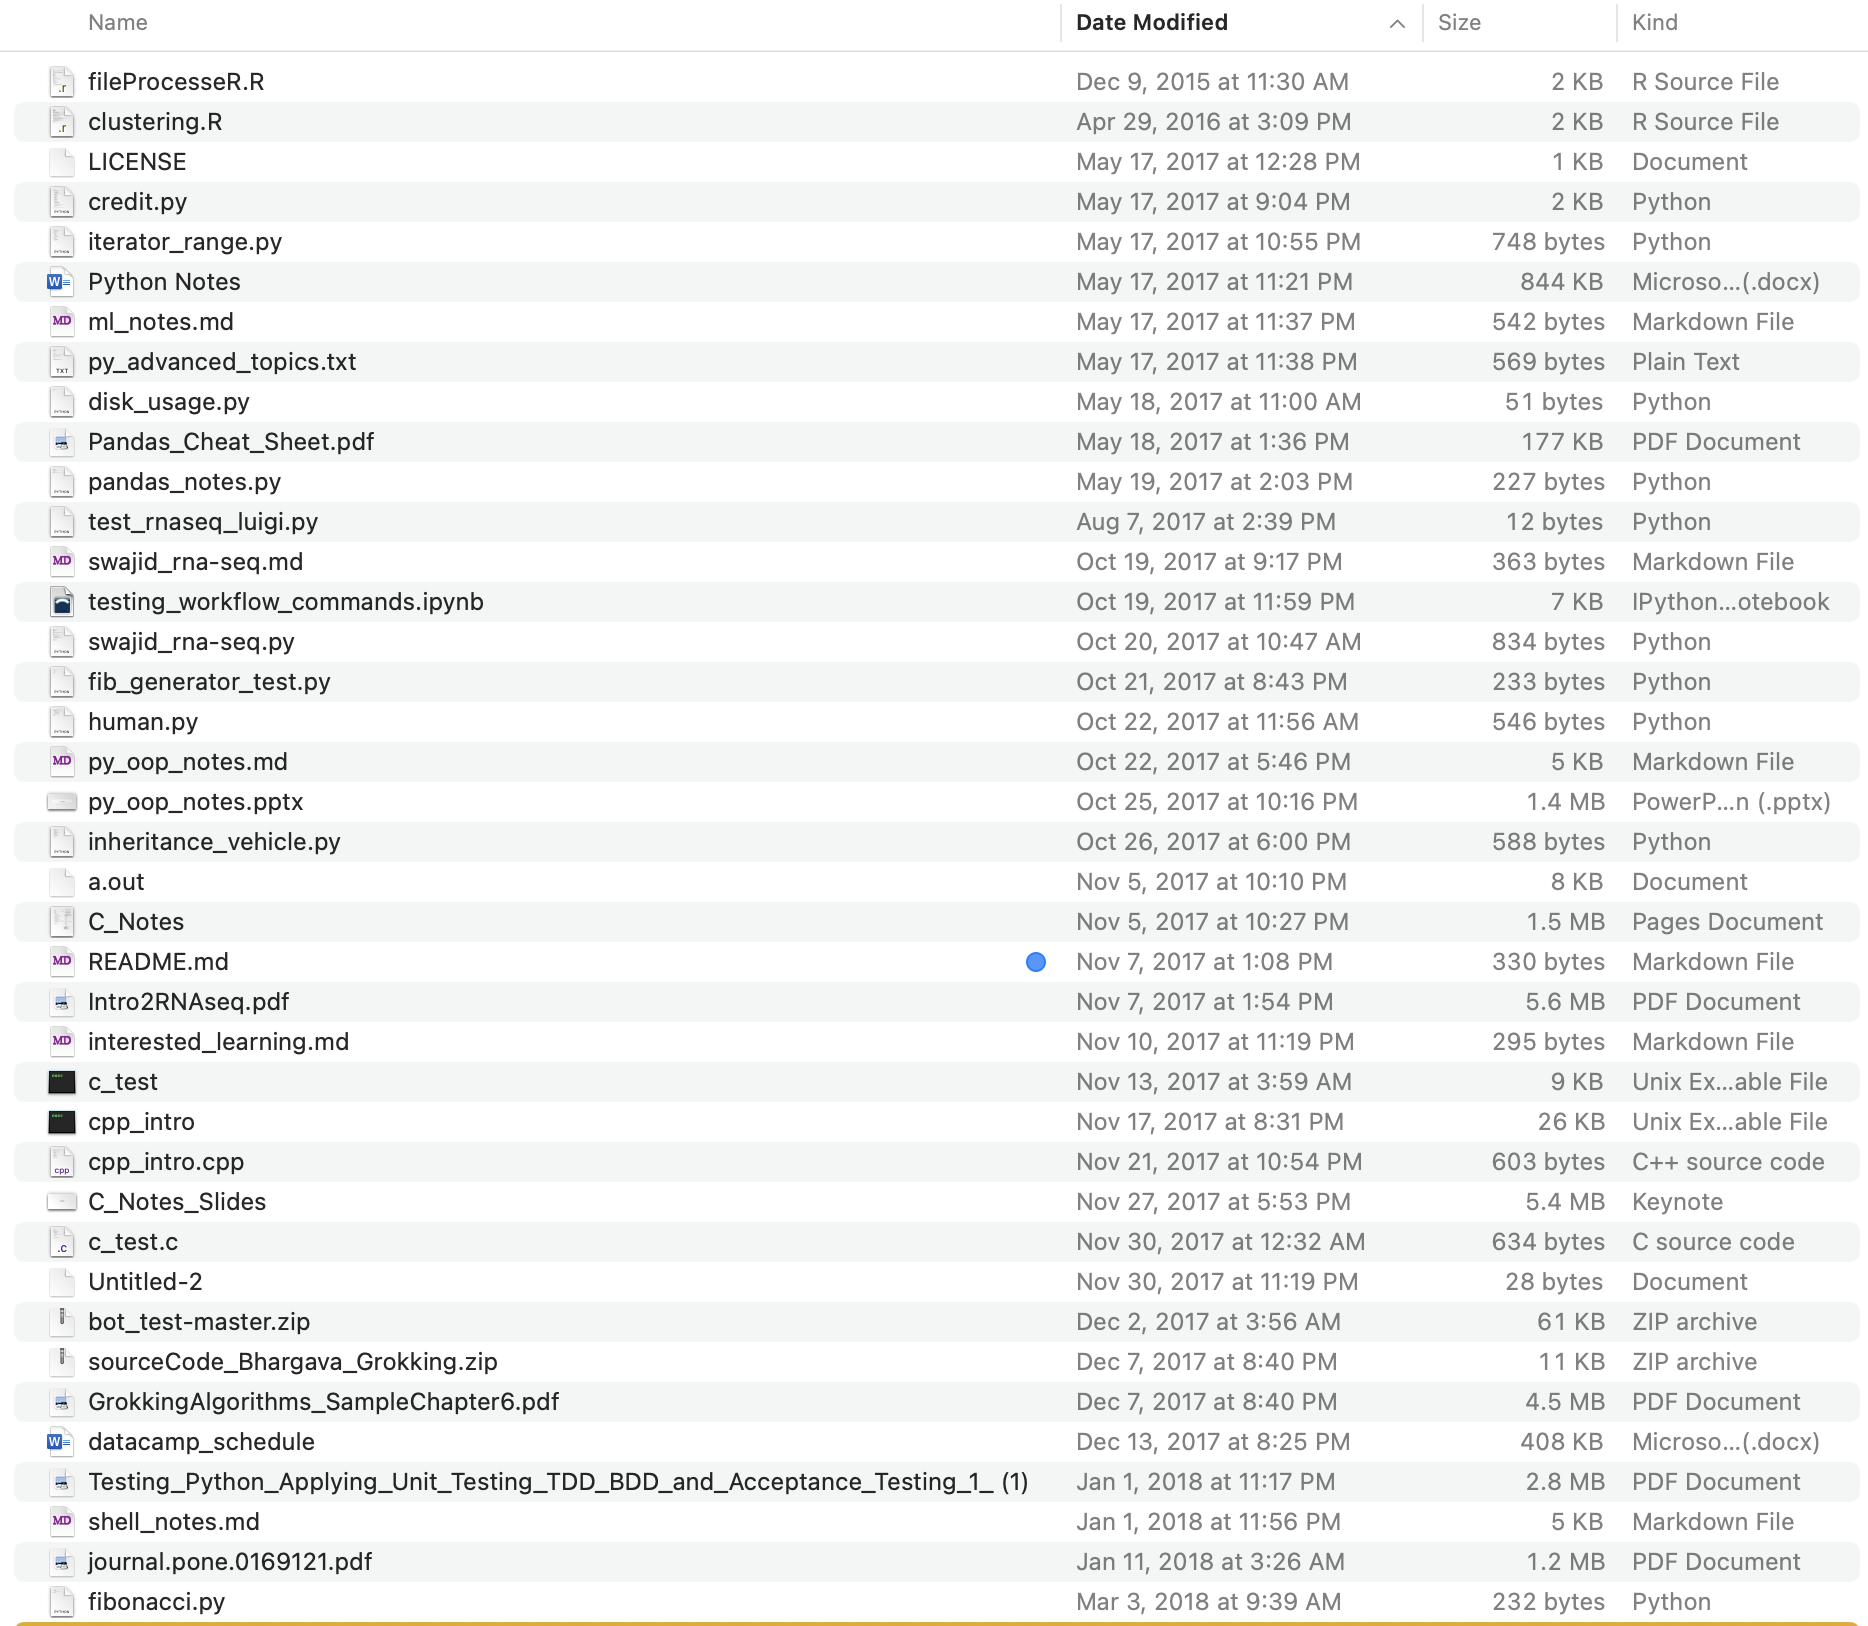 Name Date Modified Size Kind
fileProcesseR.R Dec 9, 2015 at 11:30 AM 2 KB R Source File
clustering.R Apr 29, 2016 at 3:09 PM 2 KB R Source File
LICENSE May 17, 2017 at 12:28 PM 1 KB Document
credit.py May 17, 2017 at 9:04 PM 2 KB Python
iterator_range.py May 17, 2017 at 10:55 PM 748 bytes Python
Python Notes May 17, 2017 at 11:21 PM 844 KB Microso...(.docx)
ml_notes.md May 17, 2017 at 11:37 PM 542 bytes Markdown File
py_advanced_topics.txt May 17, 2017 at 11:38 PM 569 bytes Plain Text
disk_usage.py May 18, 2017 at 11:00 AM 51 bytes Python
Pandas_Cheat_Sheet.pdf May 18, 2017 at 1:36 PM 177 KB PDF Document
pandas_notes.py May 19, 2017 at 2:03 PM 227 bytes Python
test_rnaseq_luigi.py Aug 7, 2017 at 2:39 PM 12 bytes Python
swajid_rna-seq.md Oct 19, 2017 at 9:17 PM 363 bytes Markdown File
testing_workflow_commands.ipynb Oct 19, 2017 at 11:59 PM 7 KB IPython...otebook
swajid_rna-seq.py Oct 20, 2017 at 10:47 AM 834 bytes Python
fib_generator_test.py Oct 21, 2017 at 8:43 PM 233 bytes Python
human.py Oct 22, 2017 at 11:56 AM 546 bytes Python
py_oop_notes.md Oct 22, 2017 at 5:46 PM 5 KB Markdown File
py_oop_notes.pptx Oct 25, 2017 at 10:16 PM 1.4 MB PowerP...n (.pptx)
inheritance_vehicle.py Oct 26, 2017 at 6:00 PM 588 bytes Python
a.out Nov 5, 2017 at 10:10 PM 8 KB Document
C_Notes Nov 5, 2017 at 10:27 PM 1.5 MB Pages Document
README.md Nov 7, 2017 at 1:08 PM 330 bytes Markdown File
Intro2RNAseq.pdf Nov 7, 2017 at 1:54 PM 5.6 MB PDF Document
interested_learning.md Nov 10, 2017 at 11:19 PM 295 bytes Markdown File
c_test Nov 13, 2017 at 3:59 AM 9 KB Unix Ex...able File
cpp_intro Nov 17, 2017 at 8:31 PM 26 KB Unix Ex...able File
cpp_intro.cpp Nov 21, 2017 at 10:54 PM 603 bytes C++ source code
C_Notes_Slides Nov 27, 2017 at 5:53 PM 5.4 MB Keynote
c_test.c Nov 30, 2017 at 12:32 AM 634 bytes C source code
Untitled-2 Nov 30, 2017 at 11:19 PM 28 bytes Document
bot_test-master.zip Dec 2, 2017 at 3:56 AM 61 KB ZIP archive
sourceCode_Bhargava_Grokking.zip Dec 7, 2017 at 8:40 PM 11 KB ZIP archive
GrokkingAlgorithms_SampleChapter6.pdf Dec 7, 2017 at 8:40 PM 4.5 MB PDF Document
datacamp_schedule Dec 13, 2017 at 8:25 PM 408 KB Microso...(.docx)
Testing_Python_Applying_Unit_Testing_TDD_BDD_and_Acceptance_Testing_1_ (1) Jan 1, 2018 at 11:17 PM 2.8 MB PDF Document
shell_notes.md Jan 1, 2018 at 11:56 PM 5 KB Markdown File
journal.pone.0169121.pdf Jan 11, 2018 at 3:26 AM 1.2 MB PDF Document
fibonacci.py Mar 3, 2018 at 9:39 AM 232 bytes Python